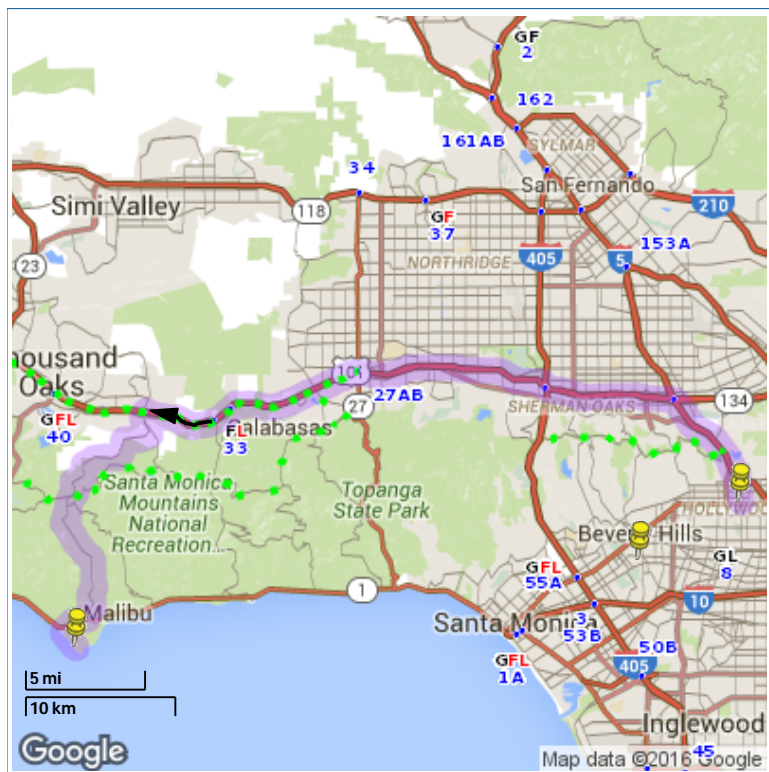 GF
2
162
161AB
SYLMAR
34
San Fernando
Simi Valley
118
GF
37
210
153A
23
NORTHRIDGE
405
5
housand
Oaks
101
27AB
134
SHERMAN OAKS
27
GFL
40
Calabasas
FL
33
Santa Monica
Mountains
National
Recreation...
Topanga
State Park
HOLLYWOOD
Beverly Hills
GL
8
GFL
55A
1
10
Malibu
Santa Monica
3
53B
50B
GFL
1A
405
5 mi
10 km
Inglewood
45
Google
Map data ©2016 Google